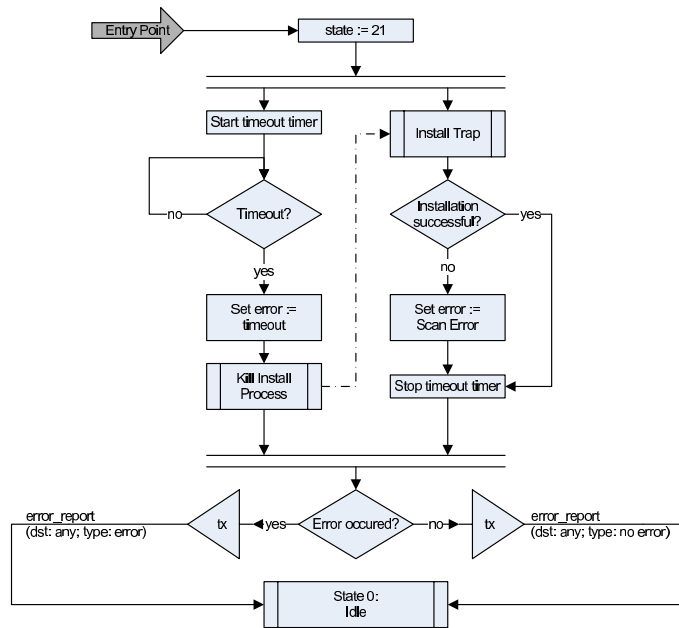 Entry Point
state := 21
Start timeout timer
Install Trap
Timeout?
no
Installation
successful?
yes
yes
no
Set error :=
timeout
Set error :=
Scan Error
Kill Install
Process
Stop timeout timer
error_report
(dst: any; type: error)
tx
yes
Error occured?
no
tx
error_report
(dst: any; type: no error)
State 0:
Idle